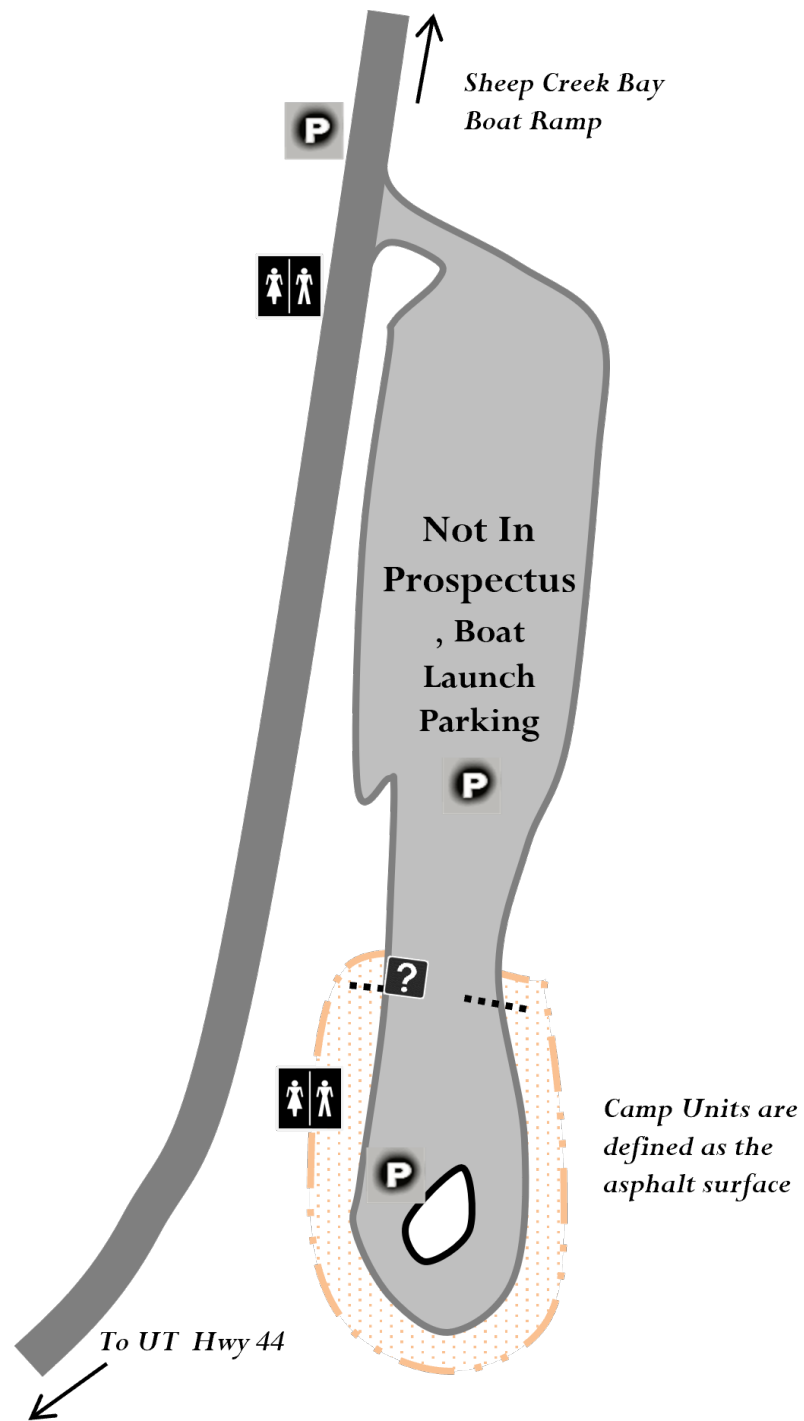 Sheep Creek Bay
Boat Ramp
P
Not In
Prospectus
, Boat
Launch
Parking
P
?
Camp Units are
defined as the
asphalt surface
P
To UT Hwy 44